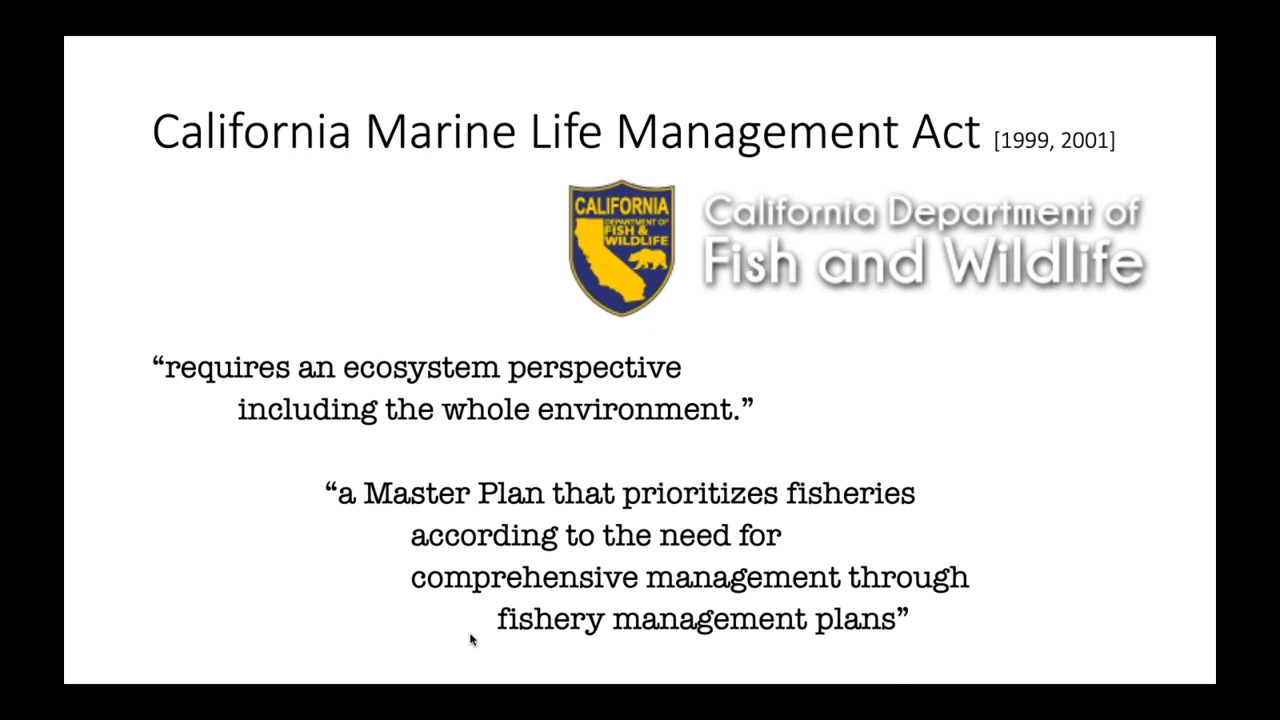 California Marine Life Management Act [1999, 2001]
CALIFORNIA
DEPARTMENT OF
FISH &
WILDLIFE
California Department of
Fish and Wildlife
“requires an ecosystem perspective
including the whole environment.”
“a Master Plan that prioritizes fisheries
according to the need for
comprehensive management through
fishery management plans”